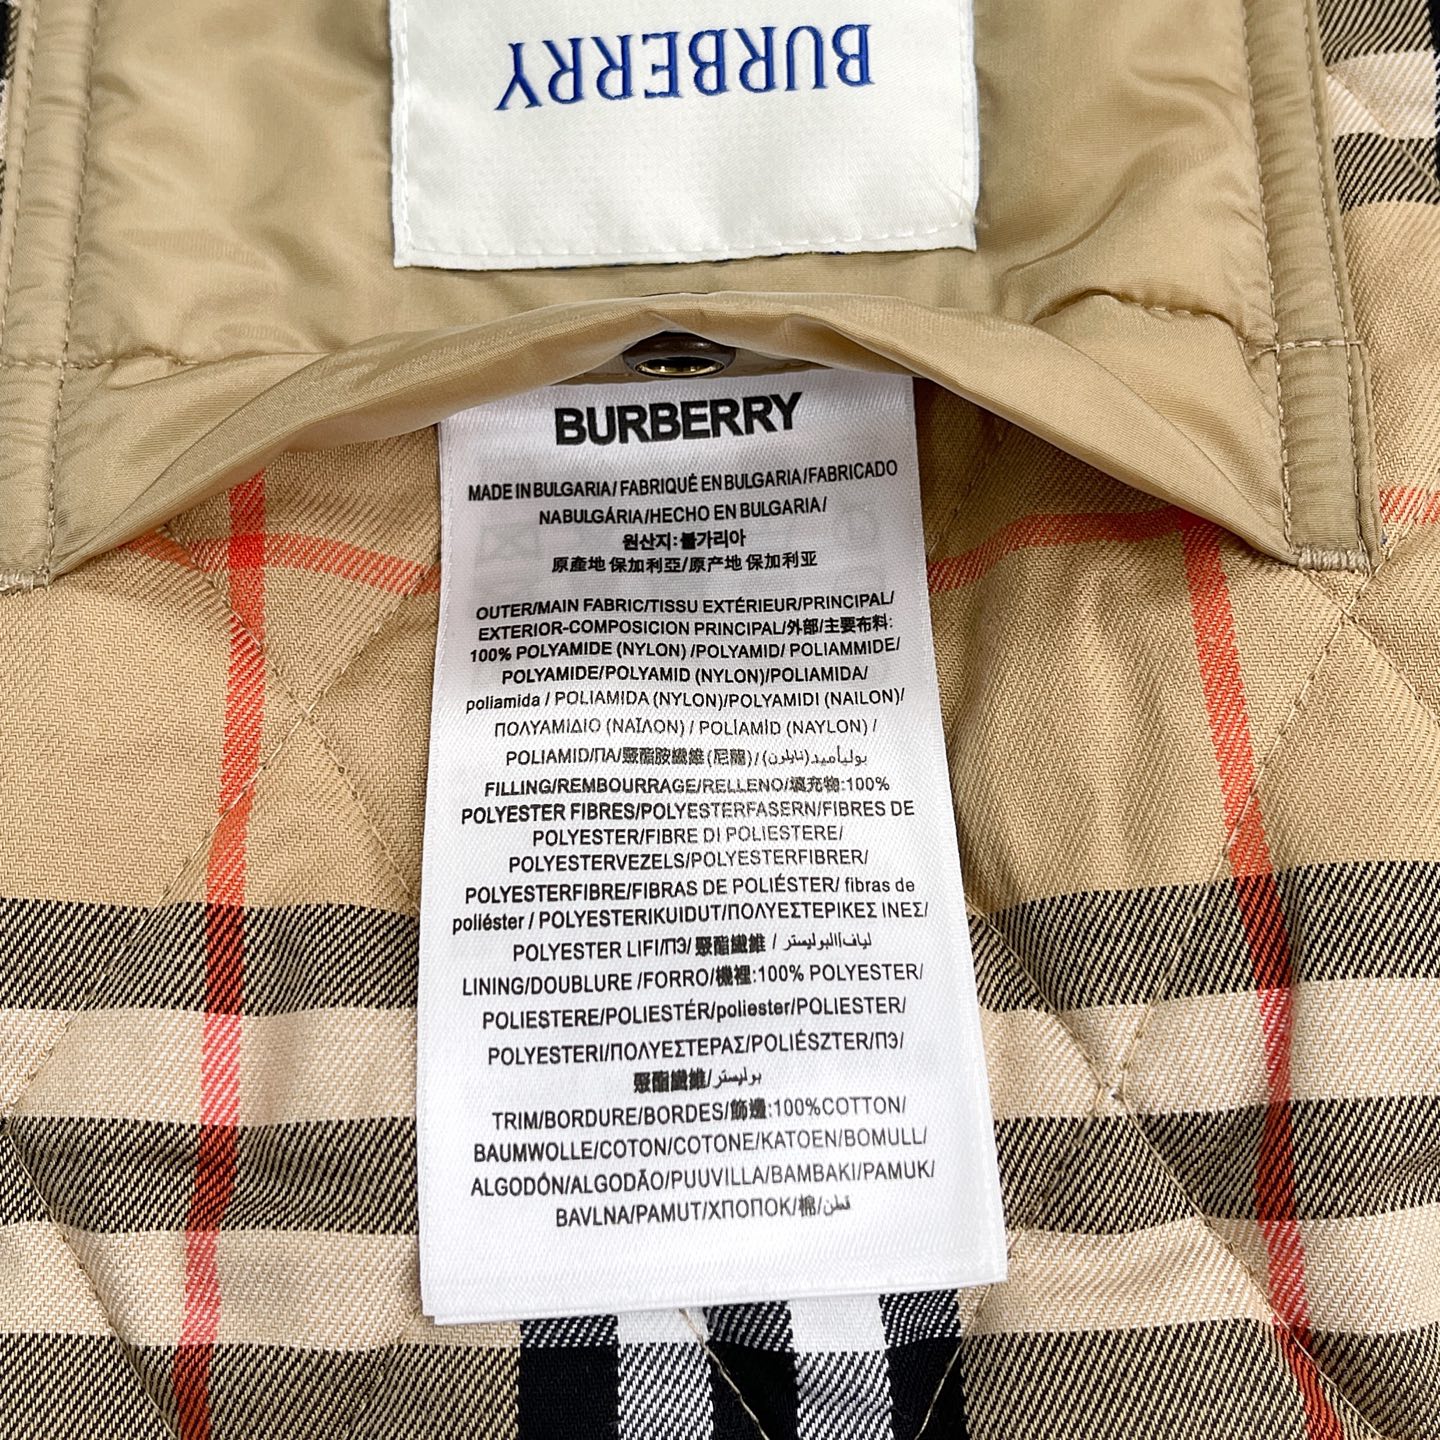 BURBERRY
BURBERRY
MADE IN BULGARIA/ FABRIQUÉ EN BULGARIA/FABRICADO
NABULGÁRIA/HECHO EN BULGARIA/
원산지:불가리아
原產地 保加利亞/原产地 保加利亚
OUTER/MAIN FABRIC/TISSU EXTÉRIEUR/PRINCIPAL/
EXTERIOR-COMPOSICION PRINCIPAL/外部/主要布料:
100% POLYAMIDE (NYLON) /POLYAMID/ POLIAMMIDE/
POLYAMIDE/POLYAMID (NYLON)/POLIAMIDA/
poliamida / POLIAMIDA (NYLON)/POLYAMIDI (NAILON)/
ΠΟΛΥΑΜΙΔΙΟ (ΝΑΪΛΟΝ) / POLİAMİD (NAYLON) /
POLIAMID/ПА/聚酯胺纖維(尼龍)/بوليأميد(نايلون)
FILLING/REMBOURRAGE/RELLENO/填充物:100%
POLYESTER FIBRES/POLYESTERFASERN/FIBRES DE
POLYESTER/FIBRE DI POLIESTERE/
POLYESTERVEZELS/POLYESTERFIBRER/
POLYESTERFIBRE/FIBRAS DE POLIÉSTER/ fibras de
poliéster / POLYESTERIKUIDUT/ΠΟΛΥΕΣΤΕΡΙΚΕΣ ΙΝΕΣ/
POLYESTER LIFI/ПЭ/ 聚酯纖維 / لياف|البوليستر
LINING/DOUBLURE /FORRO/機裡:100% POLYESTER/
POLIESTERE/POLIESTÉR/poliester/POLIESTER/
POLYESTERI/ΠΟΛΥΕΣΤΕΡΑΣ/POLIÉSZTER/ПЭ/
聚酯纖維/بوليستر
TRIM/BORDURE/BORDES/飾邊:100%COTTON/
BAUMWOLLE/COTON/COTONE/KATOEN/BOMULL/
ALGODÓN/ALGODÃO/PUUVILLA/BAMBAKI/PAMUK/
BAVLNA/PAMUT/ХПОПОК/棉/قطن